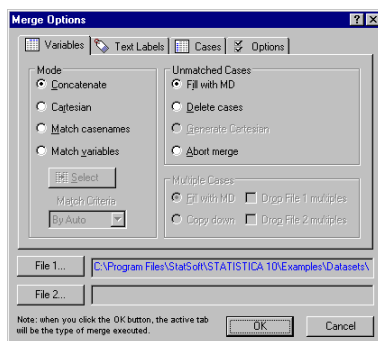 Merge Options
Variables Text Labels Cases Options
Mode
Concatenate
Cartesian
Match casenames
Match variables
Select
Match Criteria
By Auto
Unmatched Cases
Fill with MD
Delete cases
Generate Cartesian
Abort merge
Multiple Cases
Fill with MD Drop File 1 multiples
Copy down Drop File 2 multiples
File 1... C:\Program Files\StatSoft\STATISTICA 10\Examples\Datasets\
File 2...
Note: when you click the OK button, the active tab
will be the type of merge executed.
OK Cancel